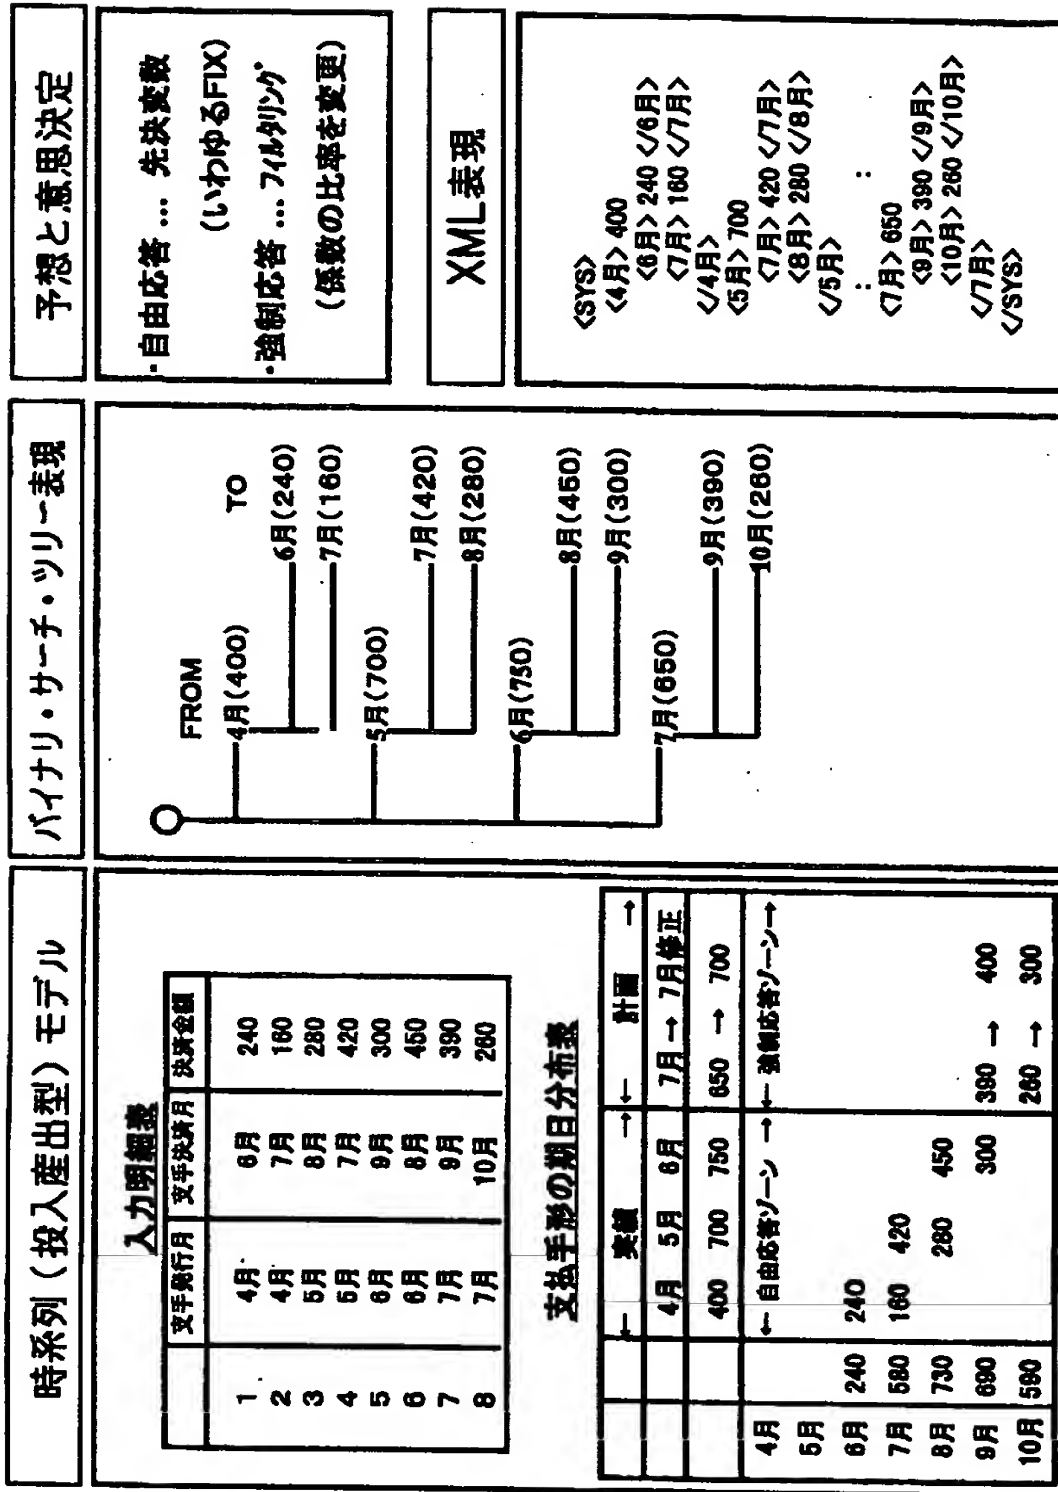 時系列（投入産出型）モデル
入力明細表
支手発行月 支手決済月 決済金額
1 4月 6月 240
2 4月 7月 160
3 5月 8月 280
4 5月 7月 420
5 6月 9月 300
6 6月 8月 450
7 7月 9月 390
8 7月 10月 260
支払手形の期日分布表
← 実績 → ← 計画 →
4月 5月 6月 7月 → 7月修正
400 700 750 650 → 700
4月 ← 自由応答ゾーン → ← 強制応答ゾーン→
5月
6月 240 240
7月 580 160 420
8月 730 280 450
9月 690 300 390 → 400
10月 590 260 → 300
バイナリ・サーチ・ツリー表現
FROM TO
4月(400)
6月(240)
7月(160)
5月(700)
7月(420)
8月(280)
6月(750)
8月(450)
9月(300)
7月(650)
9月(390)
10月(260)
予想と意思決定
・自由応答 … 先決変数
(いわゆるFIX)
・強制応答 … フィルタリング
(係数の比率を変更)
XML表現
<SYS>
<4月> 400
<6月> 240 </6月>
<7月> 160 </7月>
</4月>
<5月> 700
<7月> 420 </7月>
<8月> 280 </8月>
</5月>
: :
<7月> 650
<9月> 390 </9月>
<10月> 260 </10月>
</7月>
</SYS>